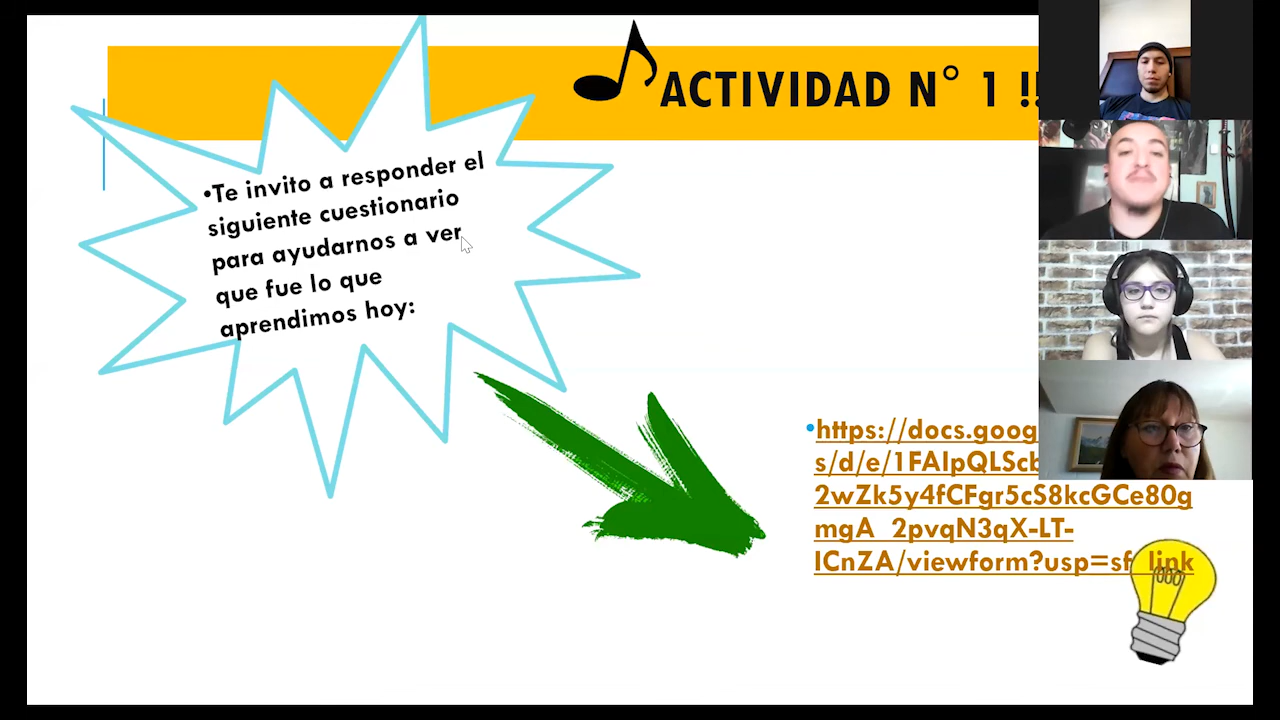 ACTIVIDAD N° 1 !!
•Te invito a responder el
siguiente cuestionario
para ayudarnos a ver
que fue lo que
aprendimos hoy:
•https://docs.goog
s/d/e/1FAIpQLScb
2wZk5y4fCFgr5cS8kcGCe80g
mgA_2pvqN3qX-LT-
ICnZA/viewform?usp=sf_link